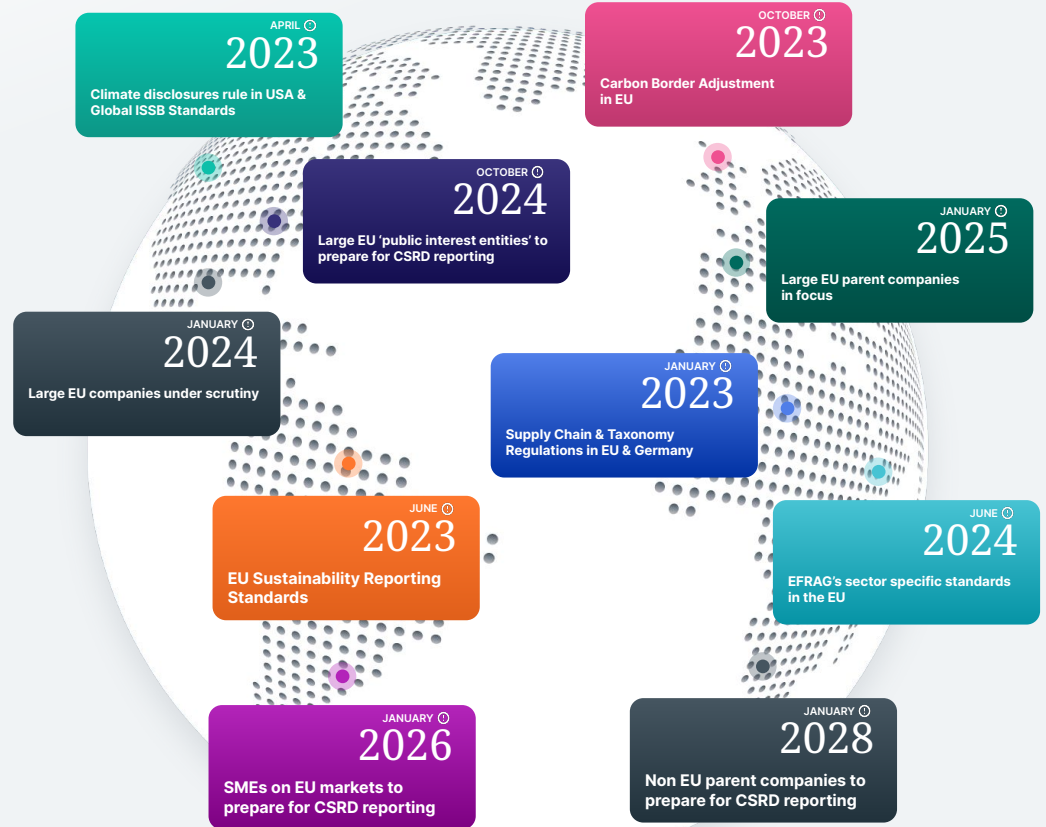 APRIL
2023
Climate disclosures rule in USA &
Global ISSB Standards
OCTOBER
2023
Carbon Border Adjustment
in EU
OCTOBER
2024
Large EU ‘public interest entities’ to
prepare for CSRD reporting
JANUARY
2025
Large EU parent companies
in focus
JANUARY
2024
Large EU companies under scrutiny
JANUARY
2023
Supply Chain & Taxonomy
Regulations in EU & Germany
JUNE
2023
EU Sustainability Reporting
Standards
JUNE
2024
EFRAG’s sector specific standards
in the EU
JANUARY
2026
SMEs on EU markets to
prepare for CSRD reporting
JANUARY
2028
Non EU parent companies to
prepare for CSRD reporting